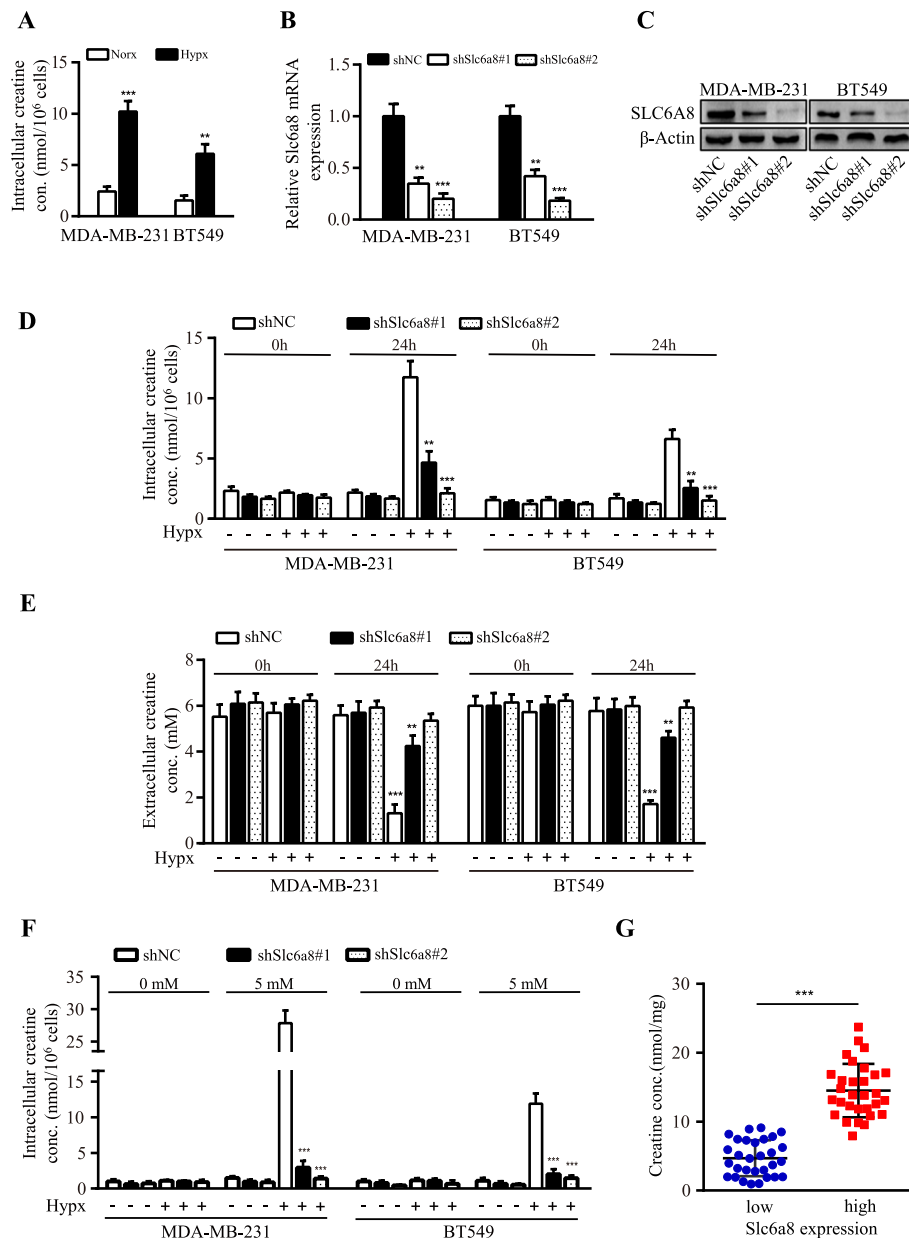 A
Norx Hypx
Intracellular creatine
con. (nmol/10⁶ cells)
15
10
5
0
***
**
MDA-MB-231 BT549
B
shNC shSlc6a8#1 shSlc6a8#2
Relative Slc6a8 mRNA
expression
1.5
1.0
0.5
0.0
** *** ** ***
MDA-MB-231 BT549
C
MDA-MB-231 BT549
SLC6A8
β-Actin
shNC shSlc6a8#1 shSlc6a8#2 shNC shSlc6a8#1 shSlc6a8#2
D
shNC shSlc6a8#1 shSlc6a8#2
0h 24h 0h 24h
Intracellular creatine
conc. (nmol/10⁶ cells)
15
10
5
0
** *** ** ***
Hypx - - - + + + - - - + + + - - - + + + - - - + + +
MDA-MB-231 BT549
E
shNC shSlc6a8#1 shSlc6a8#2
0h 24h 0h 24h
Extracellular creatine
conc. (mM)
6
4
2
0
*** ** *** **
Hypx - - - + + + - - - + + + - - - + + + - - - + + +
MDA-MB-231 BT549
F
shNC shSlc6a8#1 shSlc6a8#2
0 mM 5 mM 0 mM 5 mM
Intracellular creatine
conc. (nmol/10⁶ cells)
35
30
25
15
10
5
0
*** *** *** ***
Hypx - - - + + + - - - + + + - - - + + + - - - + + +
MDA-MB-231 BT549
G
Creatine conc.(nmol/mg)
30
20
10
0
***
low high
Slc6a8 expression